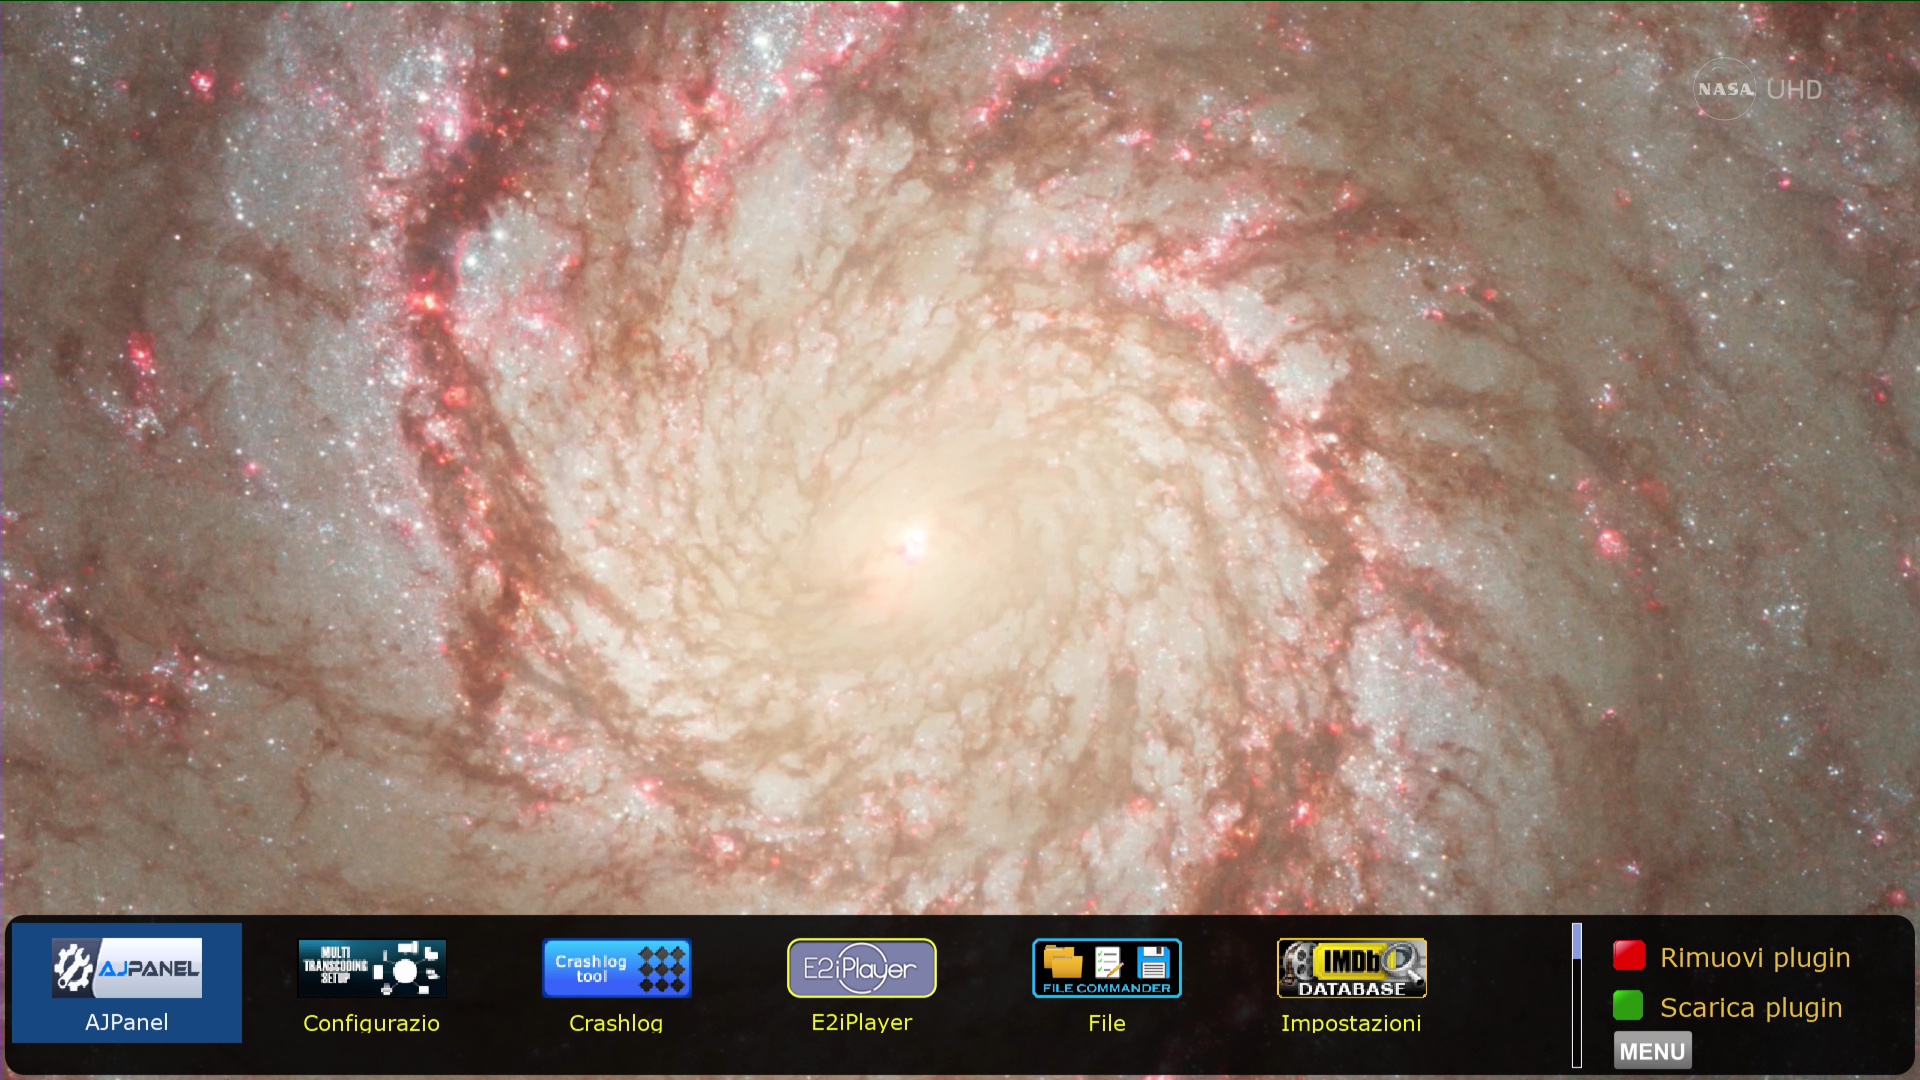 NASA UHD
AJPANEL
MULTI
TRANSCODING
SETUP
Crashlog
tool
E2iPlayer
FILE COMMANDER
IMDb
DATABASE
AJPanel
Configurazio
Crashlog
E2iPlayer
File
Impostazioni
Rimuovi plugin
Scarica plugin
MENU